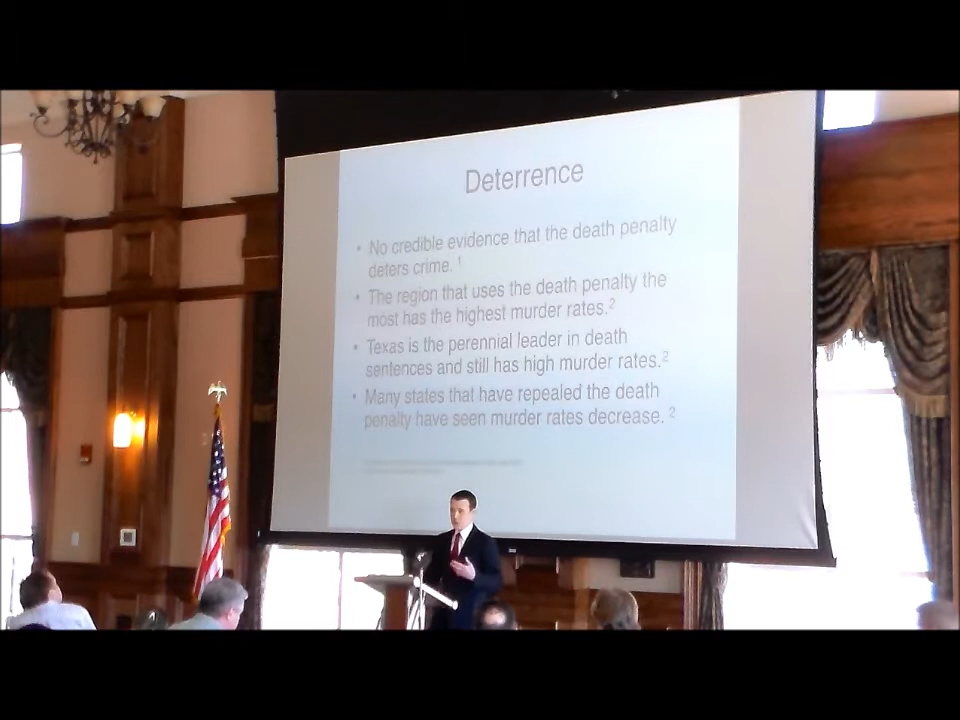 Deterrence
• No credible evidence that the death penalty
deters crime. 1
• The region that uses the death penalty the
most has the highest murder rates.2
• Texas is the perennial leader in death
sentences and still has high murder rates.2
• Many states that have repealed the death
penalty have seen murder rates decrease. 2